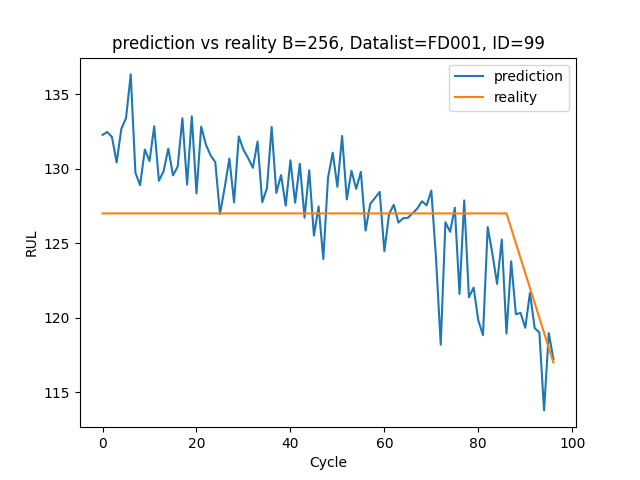 prediction vs reality B=256, Datalist=FD001, ID=99
prediction
reality
RUL
135
130
125
120
115
0 20 40 60 80 100
Cycle